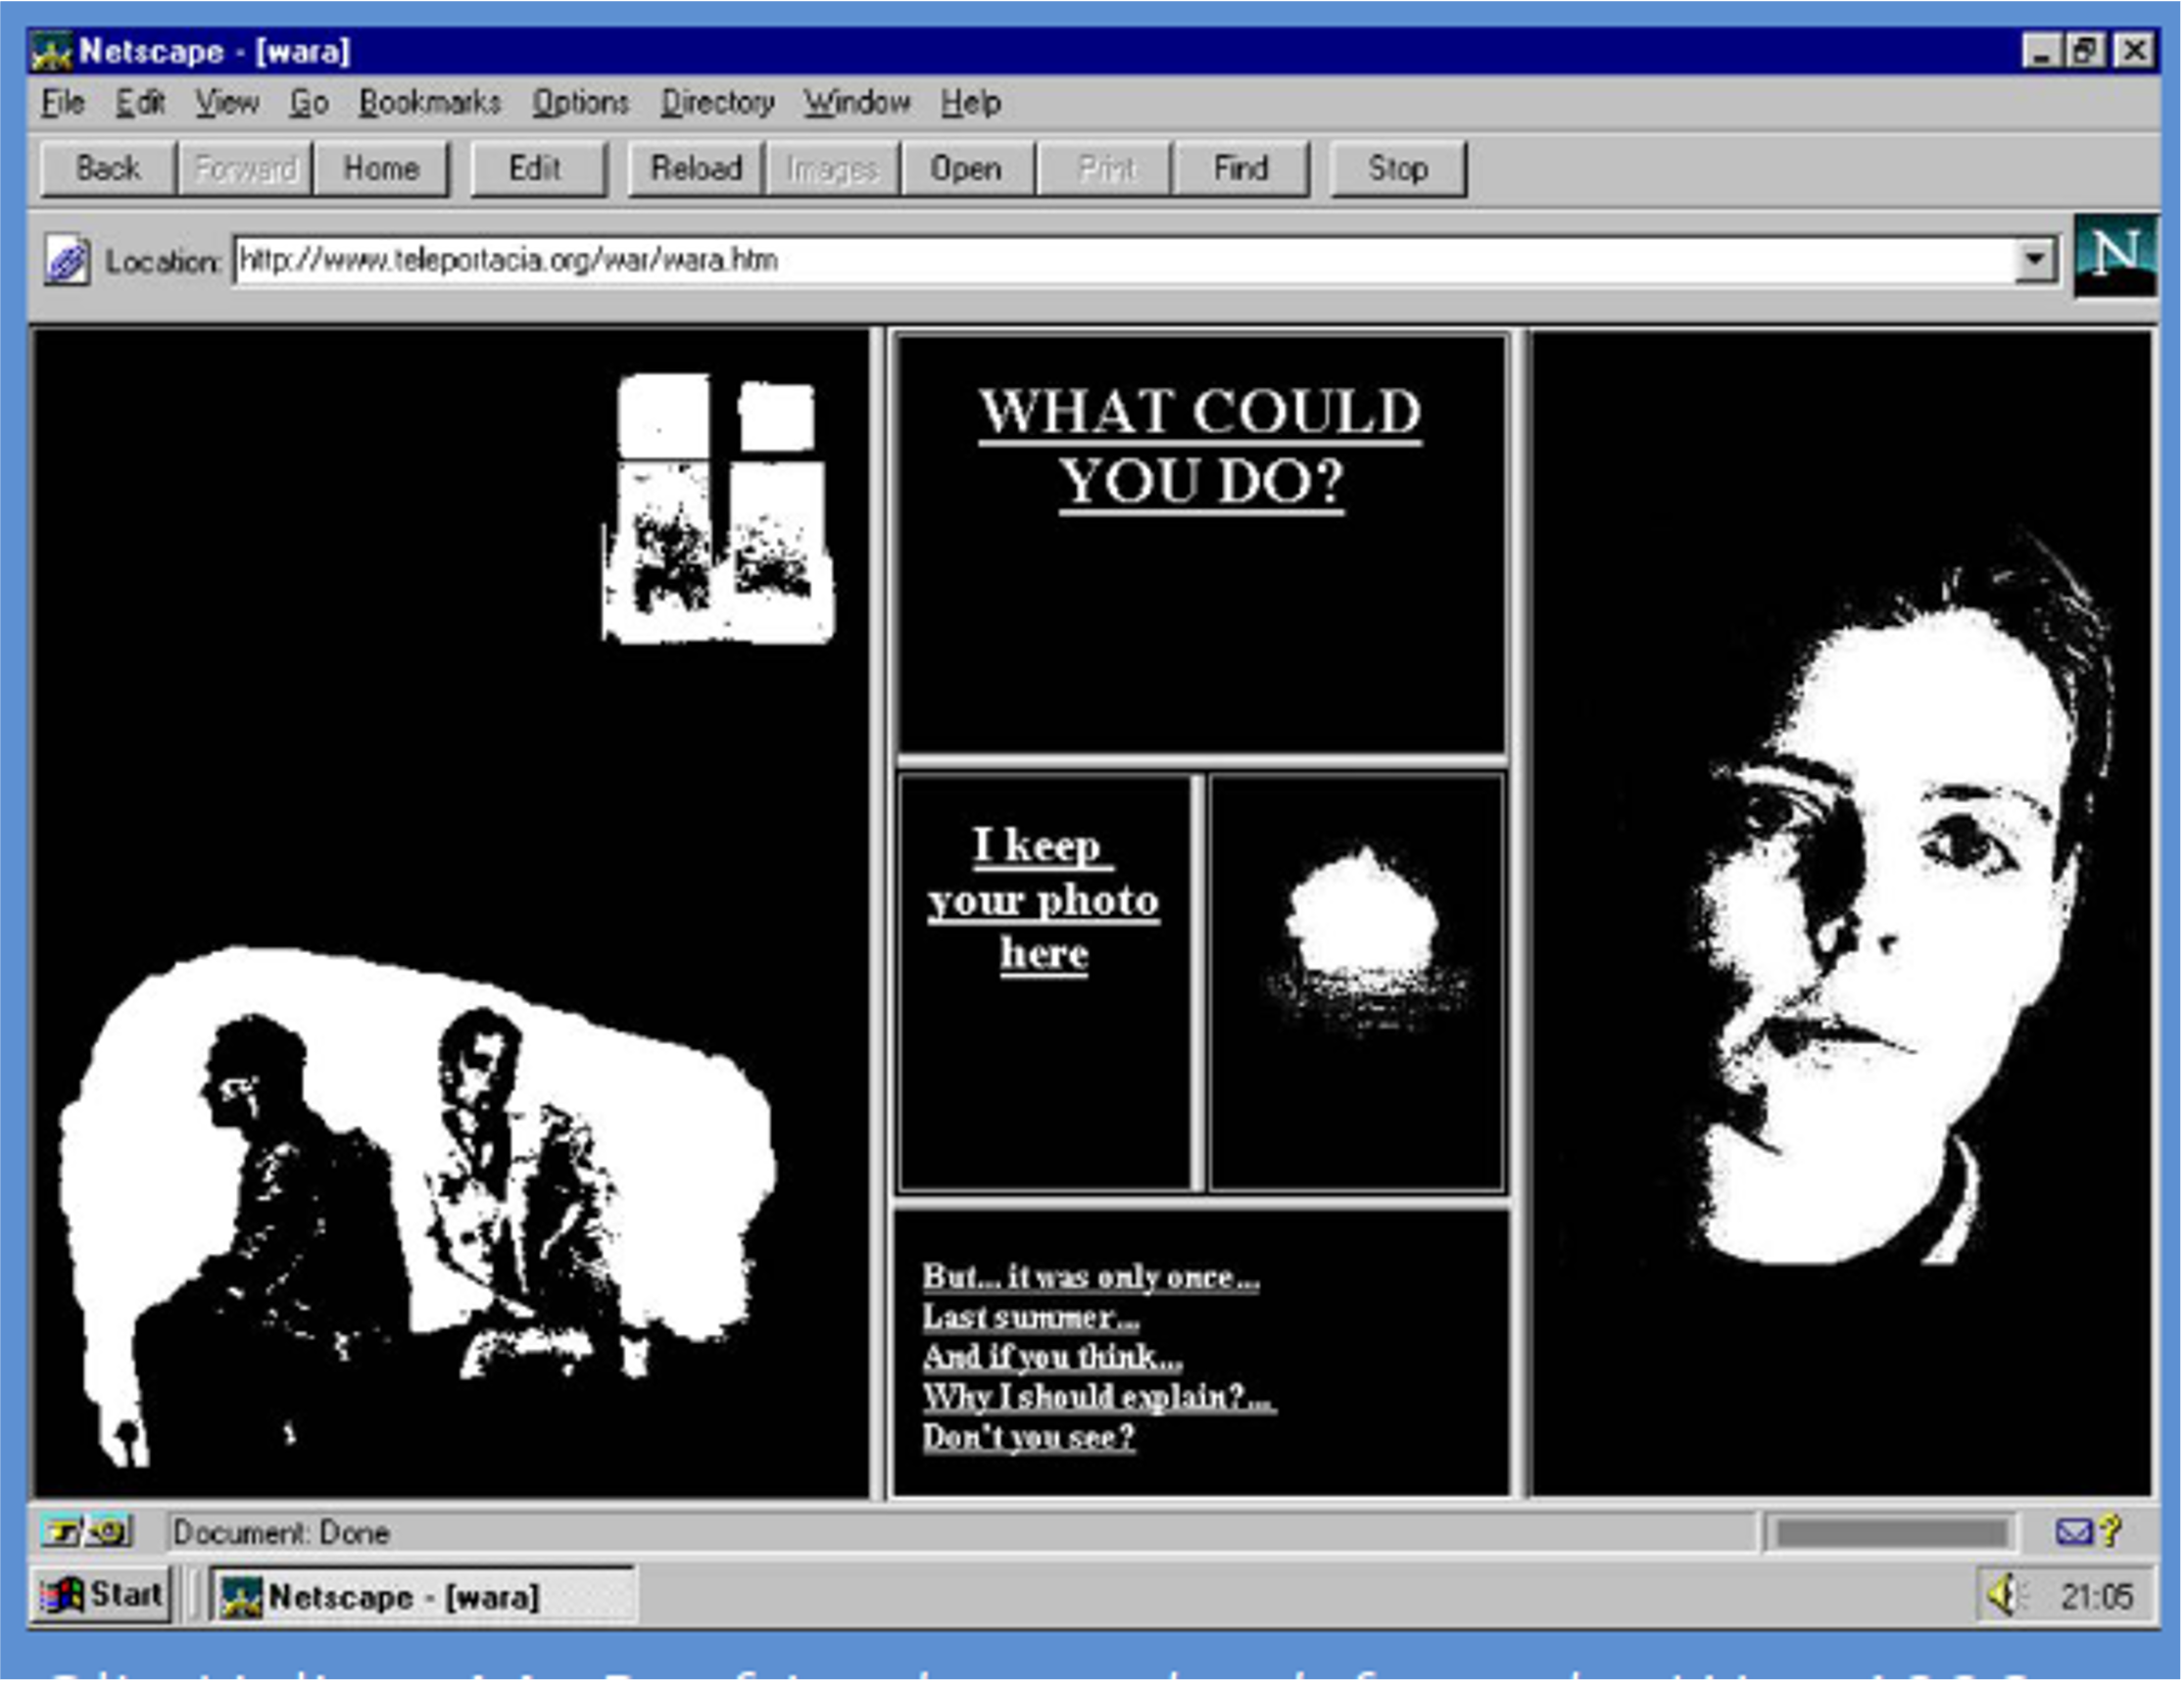 Netscape - [wara]
File Edit View Go Bookmarks Options Directory Window Help
Back Forward Home Edit Reload Images Open Print Find Stop
Location: http://www.teleportacia.org/war/wara.htm
N
WHAT COULD
YOU DO?
I keep
your photo
here
But... it was only once...
Last summer...
And if you think...
Why I should explain?...
Don't you see?
Document: Done
Start Netscape - [wara] 21:05